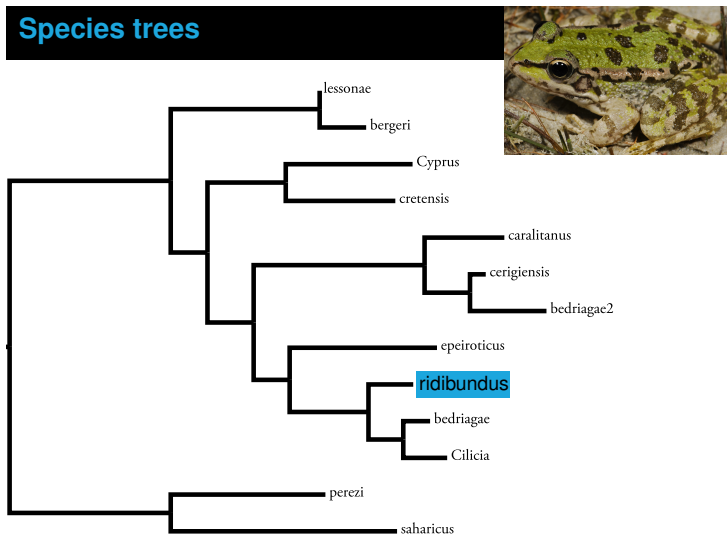 Species trees
lessonae
bergeri
Cyprus
cretensis
caralitanus
cerigiensis
bedriagae2
epeiroticus
ridibundus
bedriagae
Cilicia
perezi
saharicus